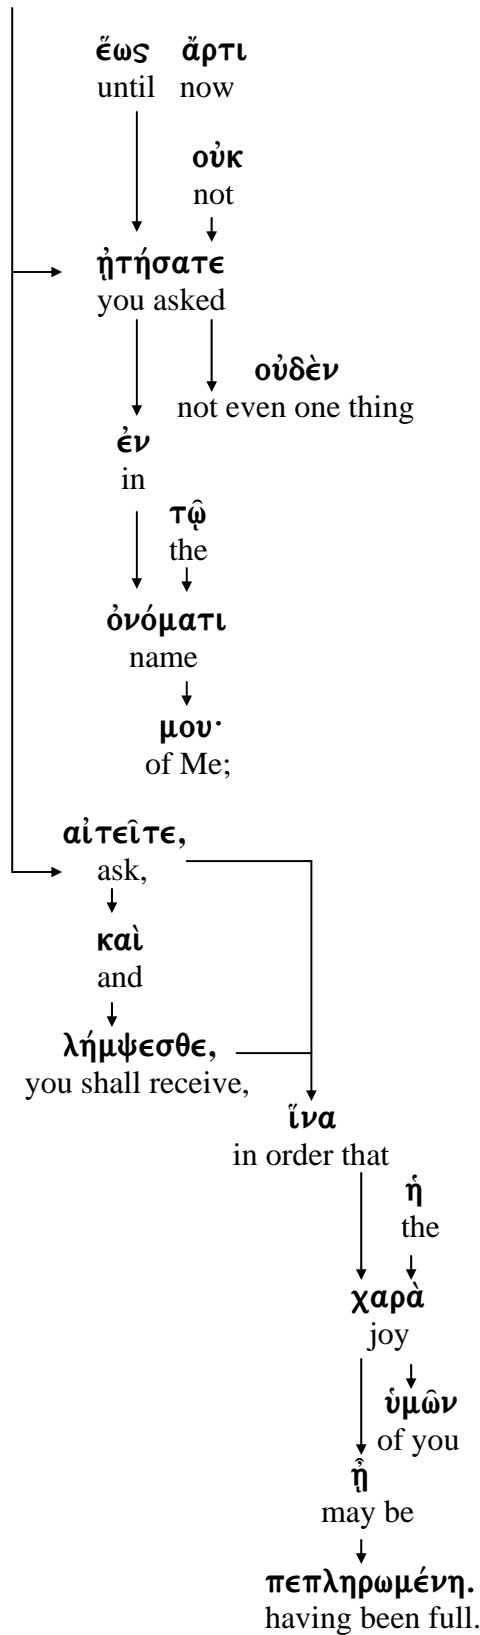 ἕως ἄρτι
until now
οὐκ
not
ᾐτήσατε
you asked
οὐδὲν
not even one thing
ἐν
in
τῷ
the
ὀνόματι
name
μου·
of Me;
αἰτεῖτε,
ask,
καὶ
and
λήμψεσθε,
you shall receive,
ἵνα
in order that
ἡ
the
χαρὰ
joy
ὑμῶν
of you
ᾖ
may be
πεπληρωμένη.
having been full.